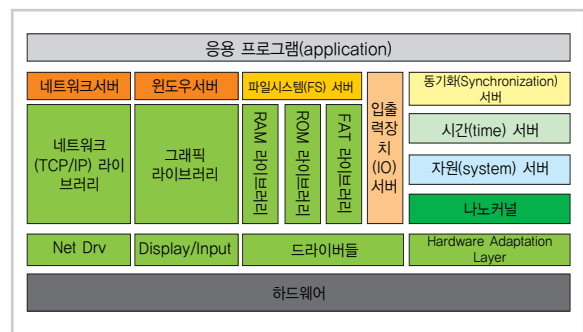 응용 프로그램(application)
네트워크서버
윈도우서버
파일시스템(FS) 서버
입출
력장
치
(IO)
서버
동기화(Synchronization)
서버
네트워크
(TCP/IP) 라이
브러리
그래픽
라이브러리
RAM 라이브러리
ROM 라이브러리
FAT 라이브러리
시간(time) 서버
자원(system) 서버
나노커널
Net Drv
Display/Input
드라이버들
Hardware Adaptation
Layer
하드웨어